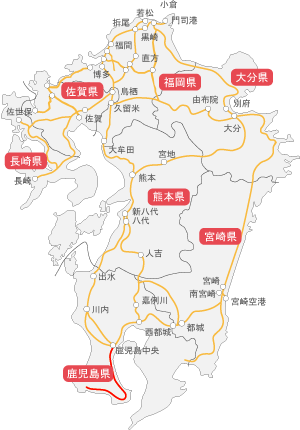 小倉
若松
折尾
門司港
黒崎
福間
直方
博多
福岡県
大分県
佐賀県
鳥栖
由布院
別府
久留米
佐世保
佐賀
大分
大牟田
宮地
長崎県
長崎
熊本
熊本県
新八代
八代
宮崎県
人吉
出水
宮崎
南宮崎
宮崎空港
嘉例川
川内
西都城
都城
鹿児島中央
鹿児島県